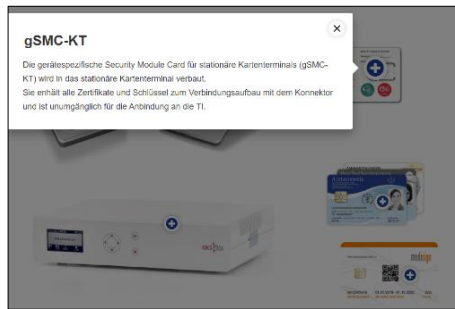 gSMC-KT
Die gerätespezifische Security Module Card für stationäre Kartenterminals (gSMC-
KT) wird in das stationäre Kartenterminal verbaut.
Sie enhält alle Zertifikate und Schlüssel zum Verbindungsaufbau mit dem Konnektor
und ist unumgänglich für die Anbindung an die TI.